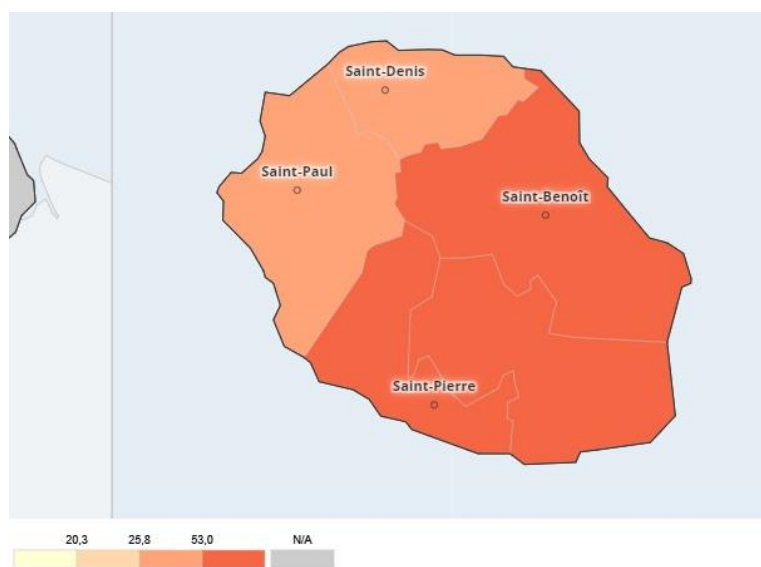 Saint-Denis
Saint-Paul
Saint-Benoît
Saint-Pierre
20,3 25,8 53,0 N/A